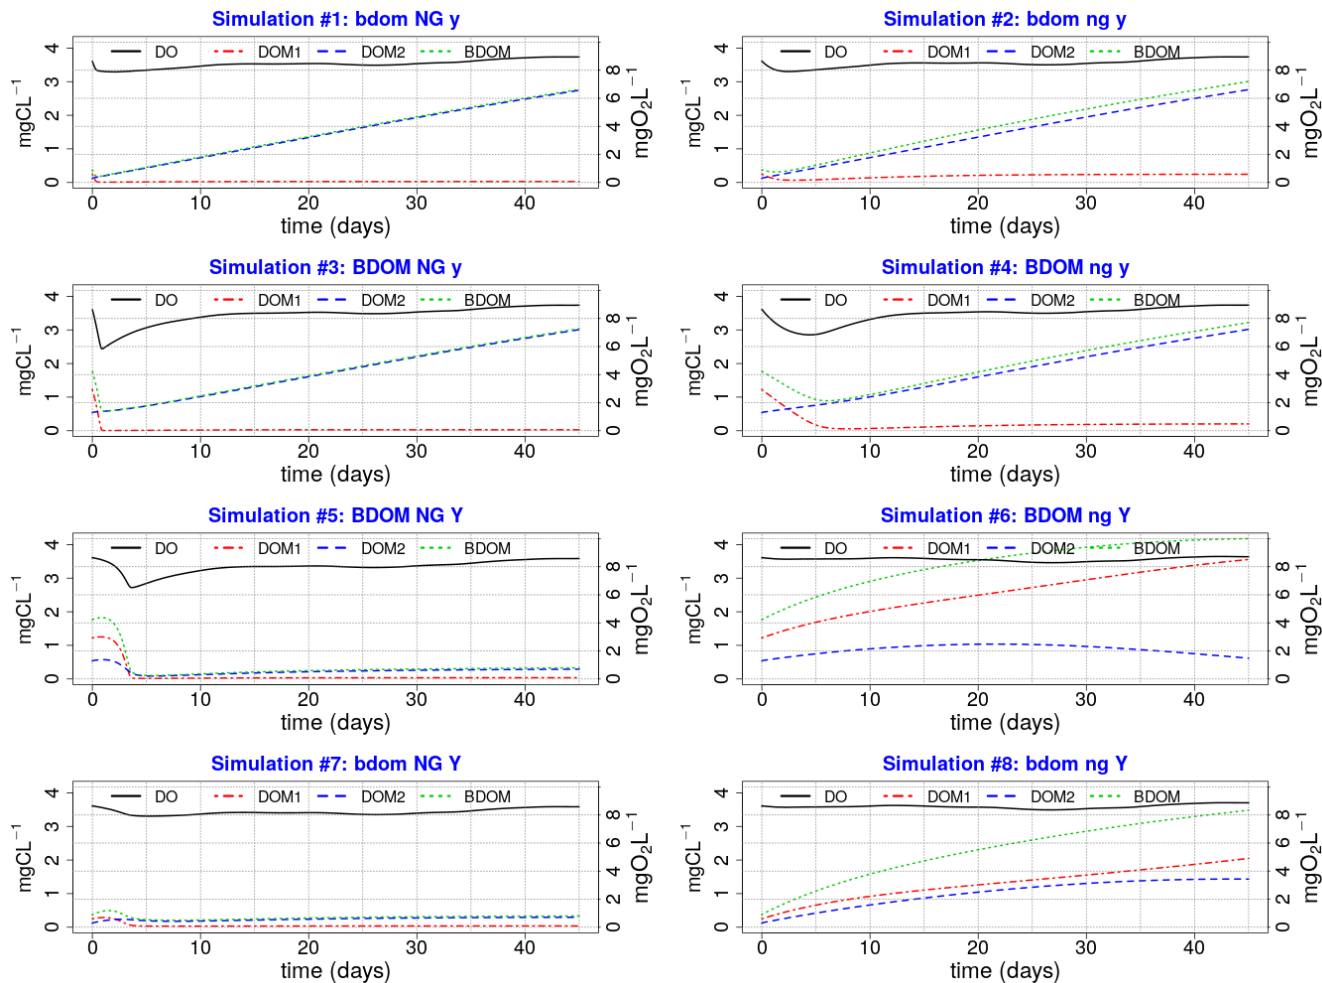 Simulation #1: bdom NG y
DO DOM1 DOM2 BDOM
mgCL⁻¹
0 1 2 3 4
0 2 4 6 8
mgO₂L⁻¹
0 10 20 30 40
time (days)
Simulation #2: bdom ng y
DO DOM1 DOM2 BDOM
mgCL⁻¹
0 1 2 3 4
0 2 4 6 8
mgO₂L⁻¹
0 10 20 30 40
time (days)
Simulation #3: BDOM NG y
DO DOM1 DOM2 BDOM
mgCL⁻¹
0 1 2 3 4
0 2 4 6 8
mgO₂L⁻¹
0 10 20 30 40
time (days)
Simulation #4: BDOM ng y
DO DOM1 DOM2 BDOM
mgCL⁻¹
0 1 2 3 4
0 2 4 6 8
mgO₂L⁻¹
0 10 20 30 40
time (days)
Simulation #5: BDOM NG Y
DO DOM1 DOM2 BDOM
mgCL⁻¹
0 1 2 3 4
0 2 4 6 8
mgO₂L⁻¹
0 10 20 30 40
time (days)
Simulation #6: BDOM ng Y
DO DOM1 DOM2 BDOM
mgCL⁻¹
0 1 2 3 4
0 2 4 6 8
mgO₂L⁻¹
0 10 20 30 40
time (days)
Simulation #7: bdom NG Y
DO DOM1 DOM2 BDOM
mgCL⁻¹
0 1 2 3 4
0 2 4 6 8
mgO₂L⁻¹
0 10 20 30 40
time (days)
Simulation #8: bdom ng Y
DO DOM1 DOM2 BDOM
mgCL⁻¹
0 1 2 3 4
0 2 4 6 8
mgO₂L⁻¹
0 10 20 30 40
time (days)